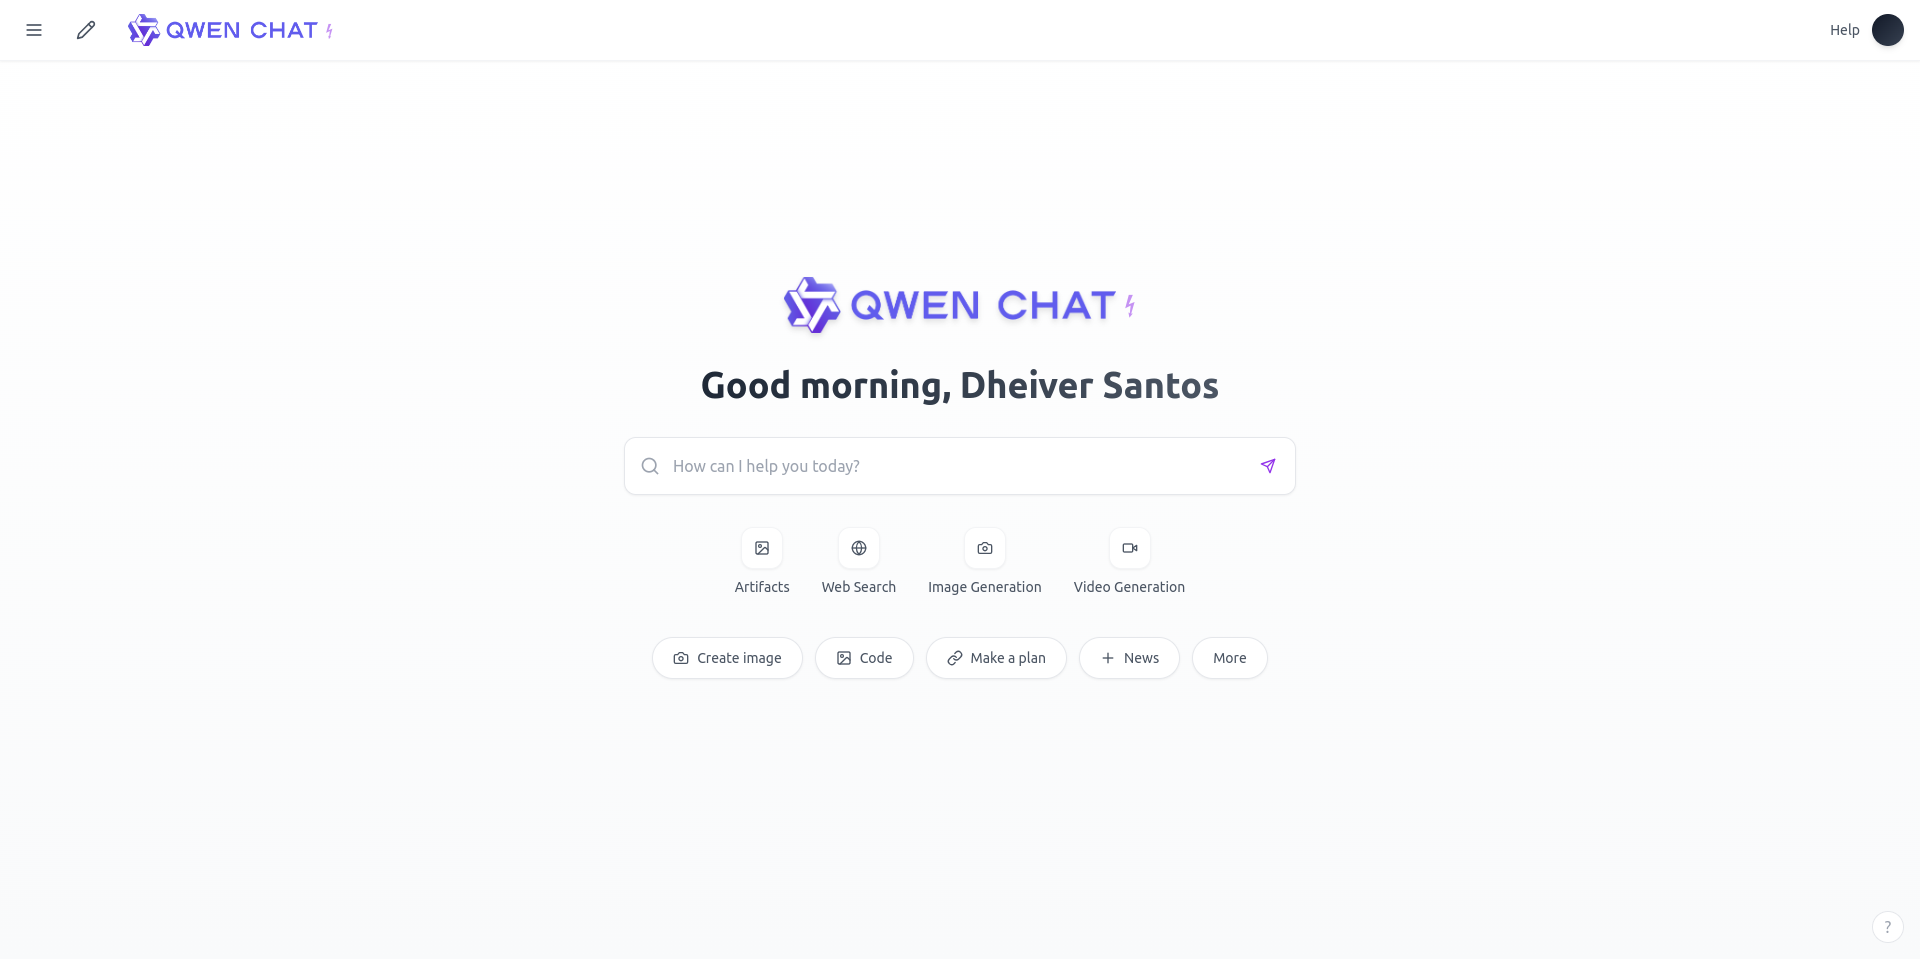 QWEN CHAT
Help
QWEN CHAT
Good morning, Dheiver Santos
How can I help you today?
Artifacts
Web Search
Image Generation
Video Generation
Create image
Code
Make a plan
News
More
?